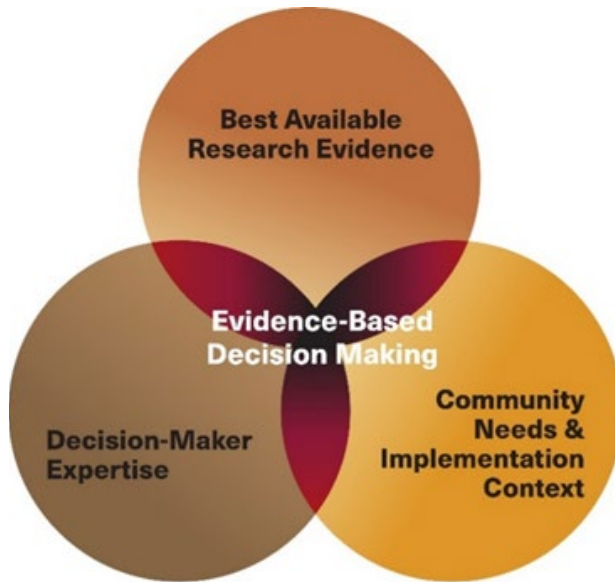 Best Available
Research Evidence
Evidence-Based
Decision Making
Decision-Maker
Expertise
Community
Needs &
Implementation
Context